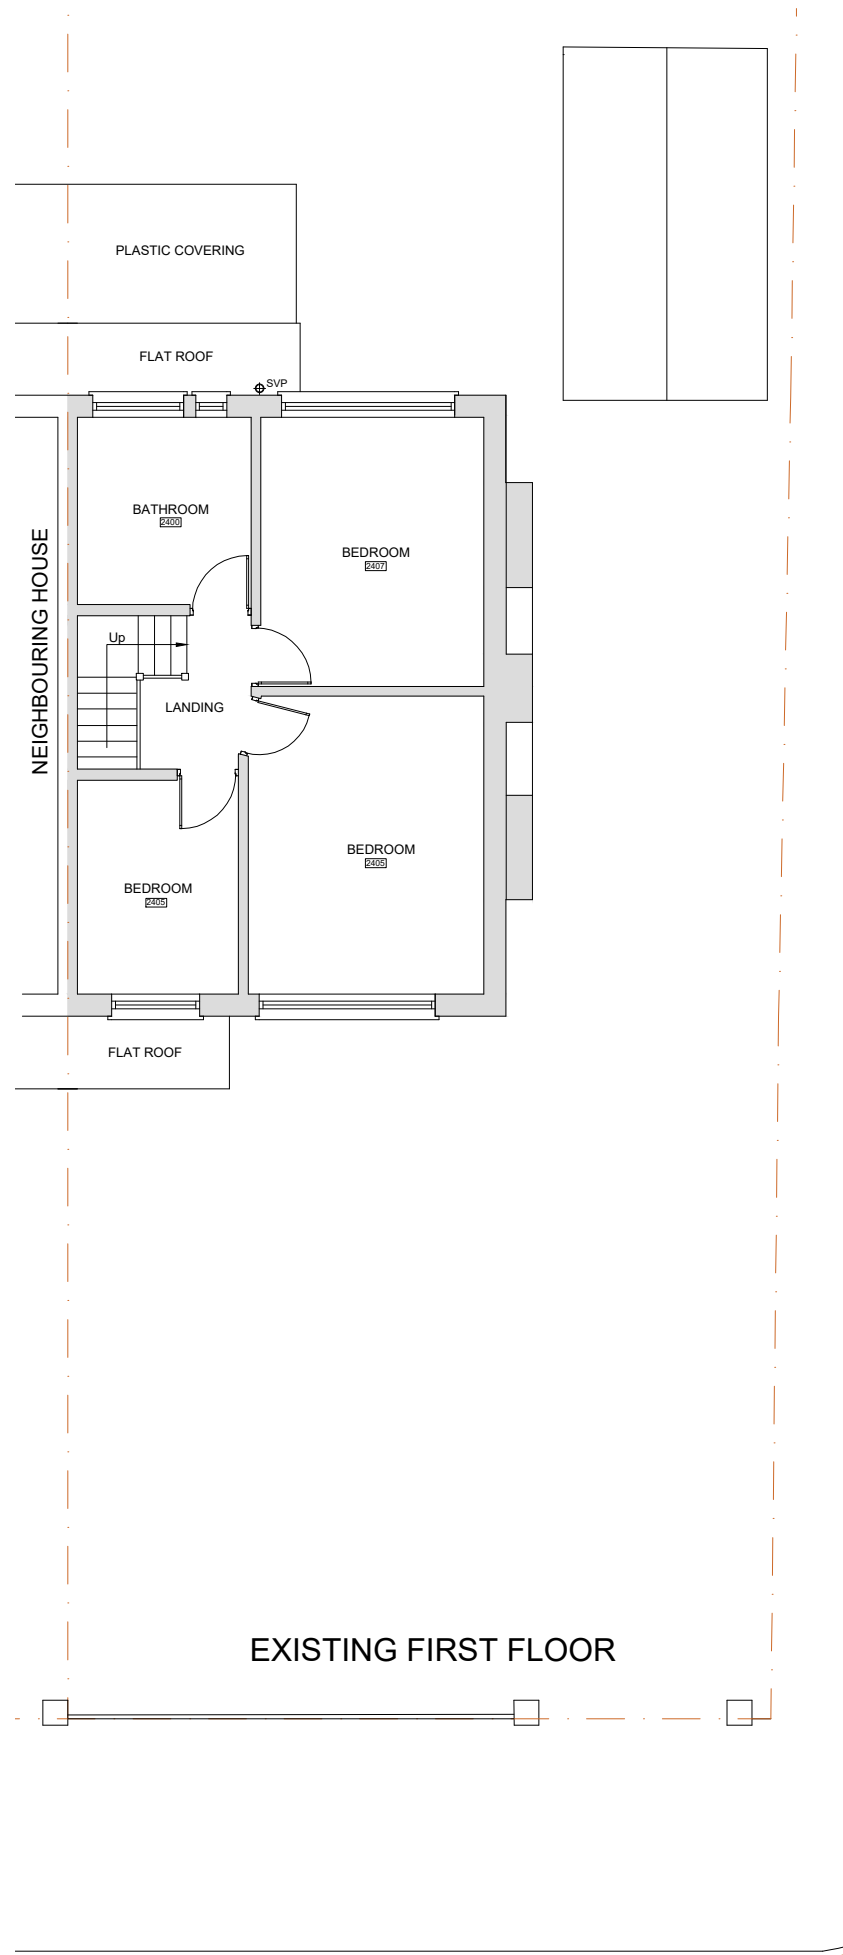 PLASTIC COVERING
FLAT ROOF
SVP
BATHROOM
2400
BEDROOM
2407
NEIGHBOURING HOUSE
Up
LANDING
BEDROOM
2405
BEDROOM
2405
FLAT ROOF
EXISTING FIRST FLOOR